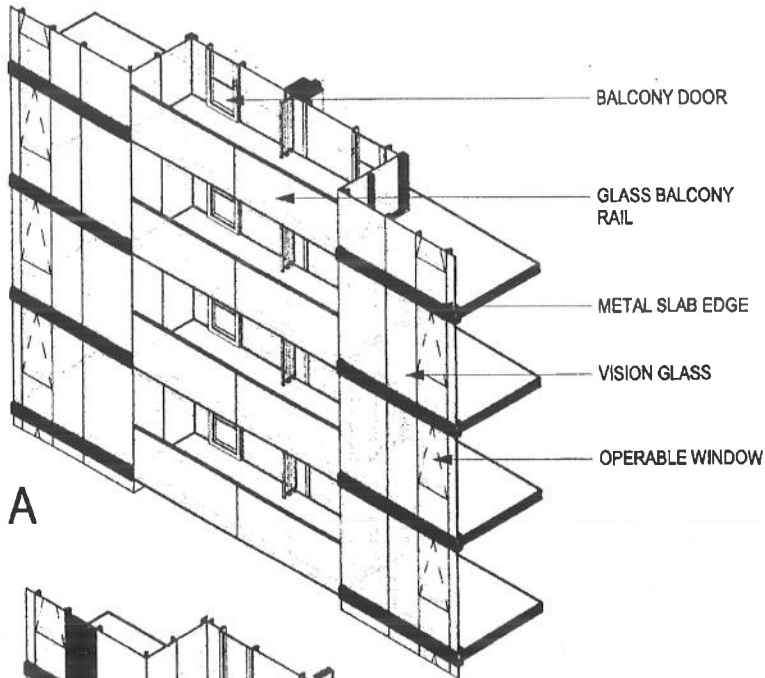 BALCONY DOOR
GLASS BALCONY
RAIL
METAL SLAB EDGE
VISION GLASS
OPERABLE WINDOW
A